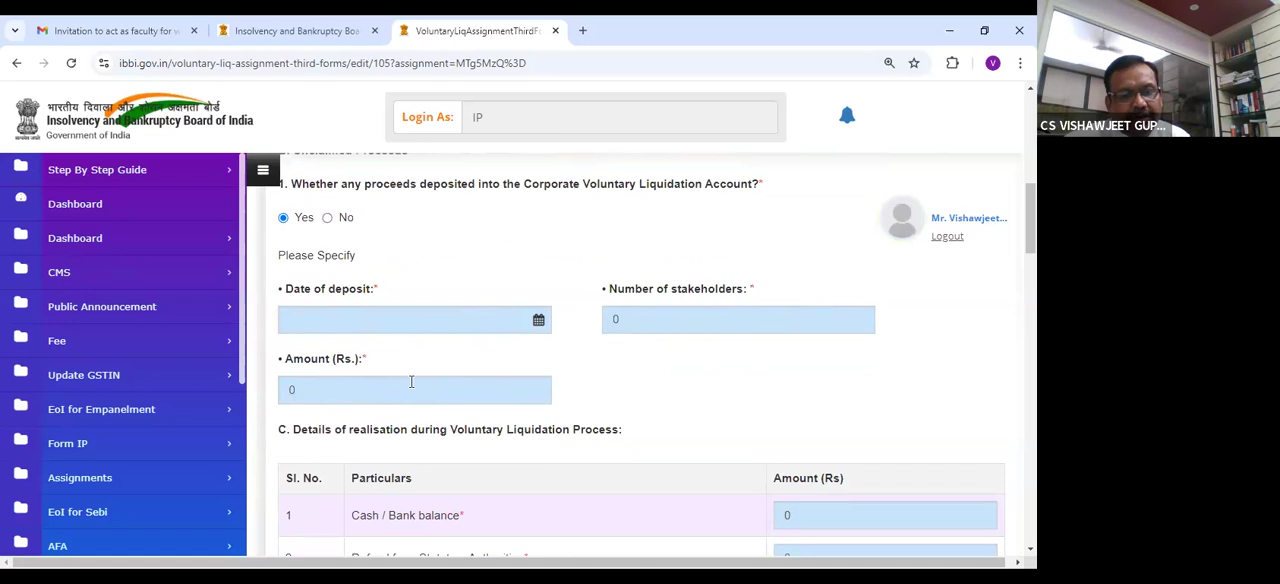 Invitation to act as faculty for w
Insolvency and Bankruptcy Boa
VoluntaryLiqAssignmentThirdF
ibbi.gov.in/voluntary-liq-assignment-third-forms/edit/105?assignment=MTg5MzQ%3D
V
भारतीय दिवाला और शोधन अक्षमता बोर्ड
Insolvency and Bankruptcy Board of India
Government of India
Login As: IP
CS VISHAWJEET GUP...
Step By Step Guide
Dashboard
Dashboard
CMS
Public Announcement
Fee
Update GSTIN
EoI for Empanelment
Form IP
Assignments
EoI for Sebi
AFA
1. Whether any proceeds deposited into the Corporate Voluntary Liquidation Account?*
Yes No
Mr. Vishawjeet...
Logout
Please Specify
• Date of deposit:* • Number of stakeholders: *
0
• Amount (Rs.):*
0
C. Details of realisation during Voluntary Liquidation Process:
Sl. No. Particulars Amount (Rs)
1 Cash / Bank balance* 0